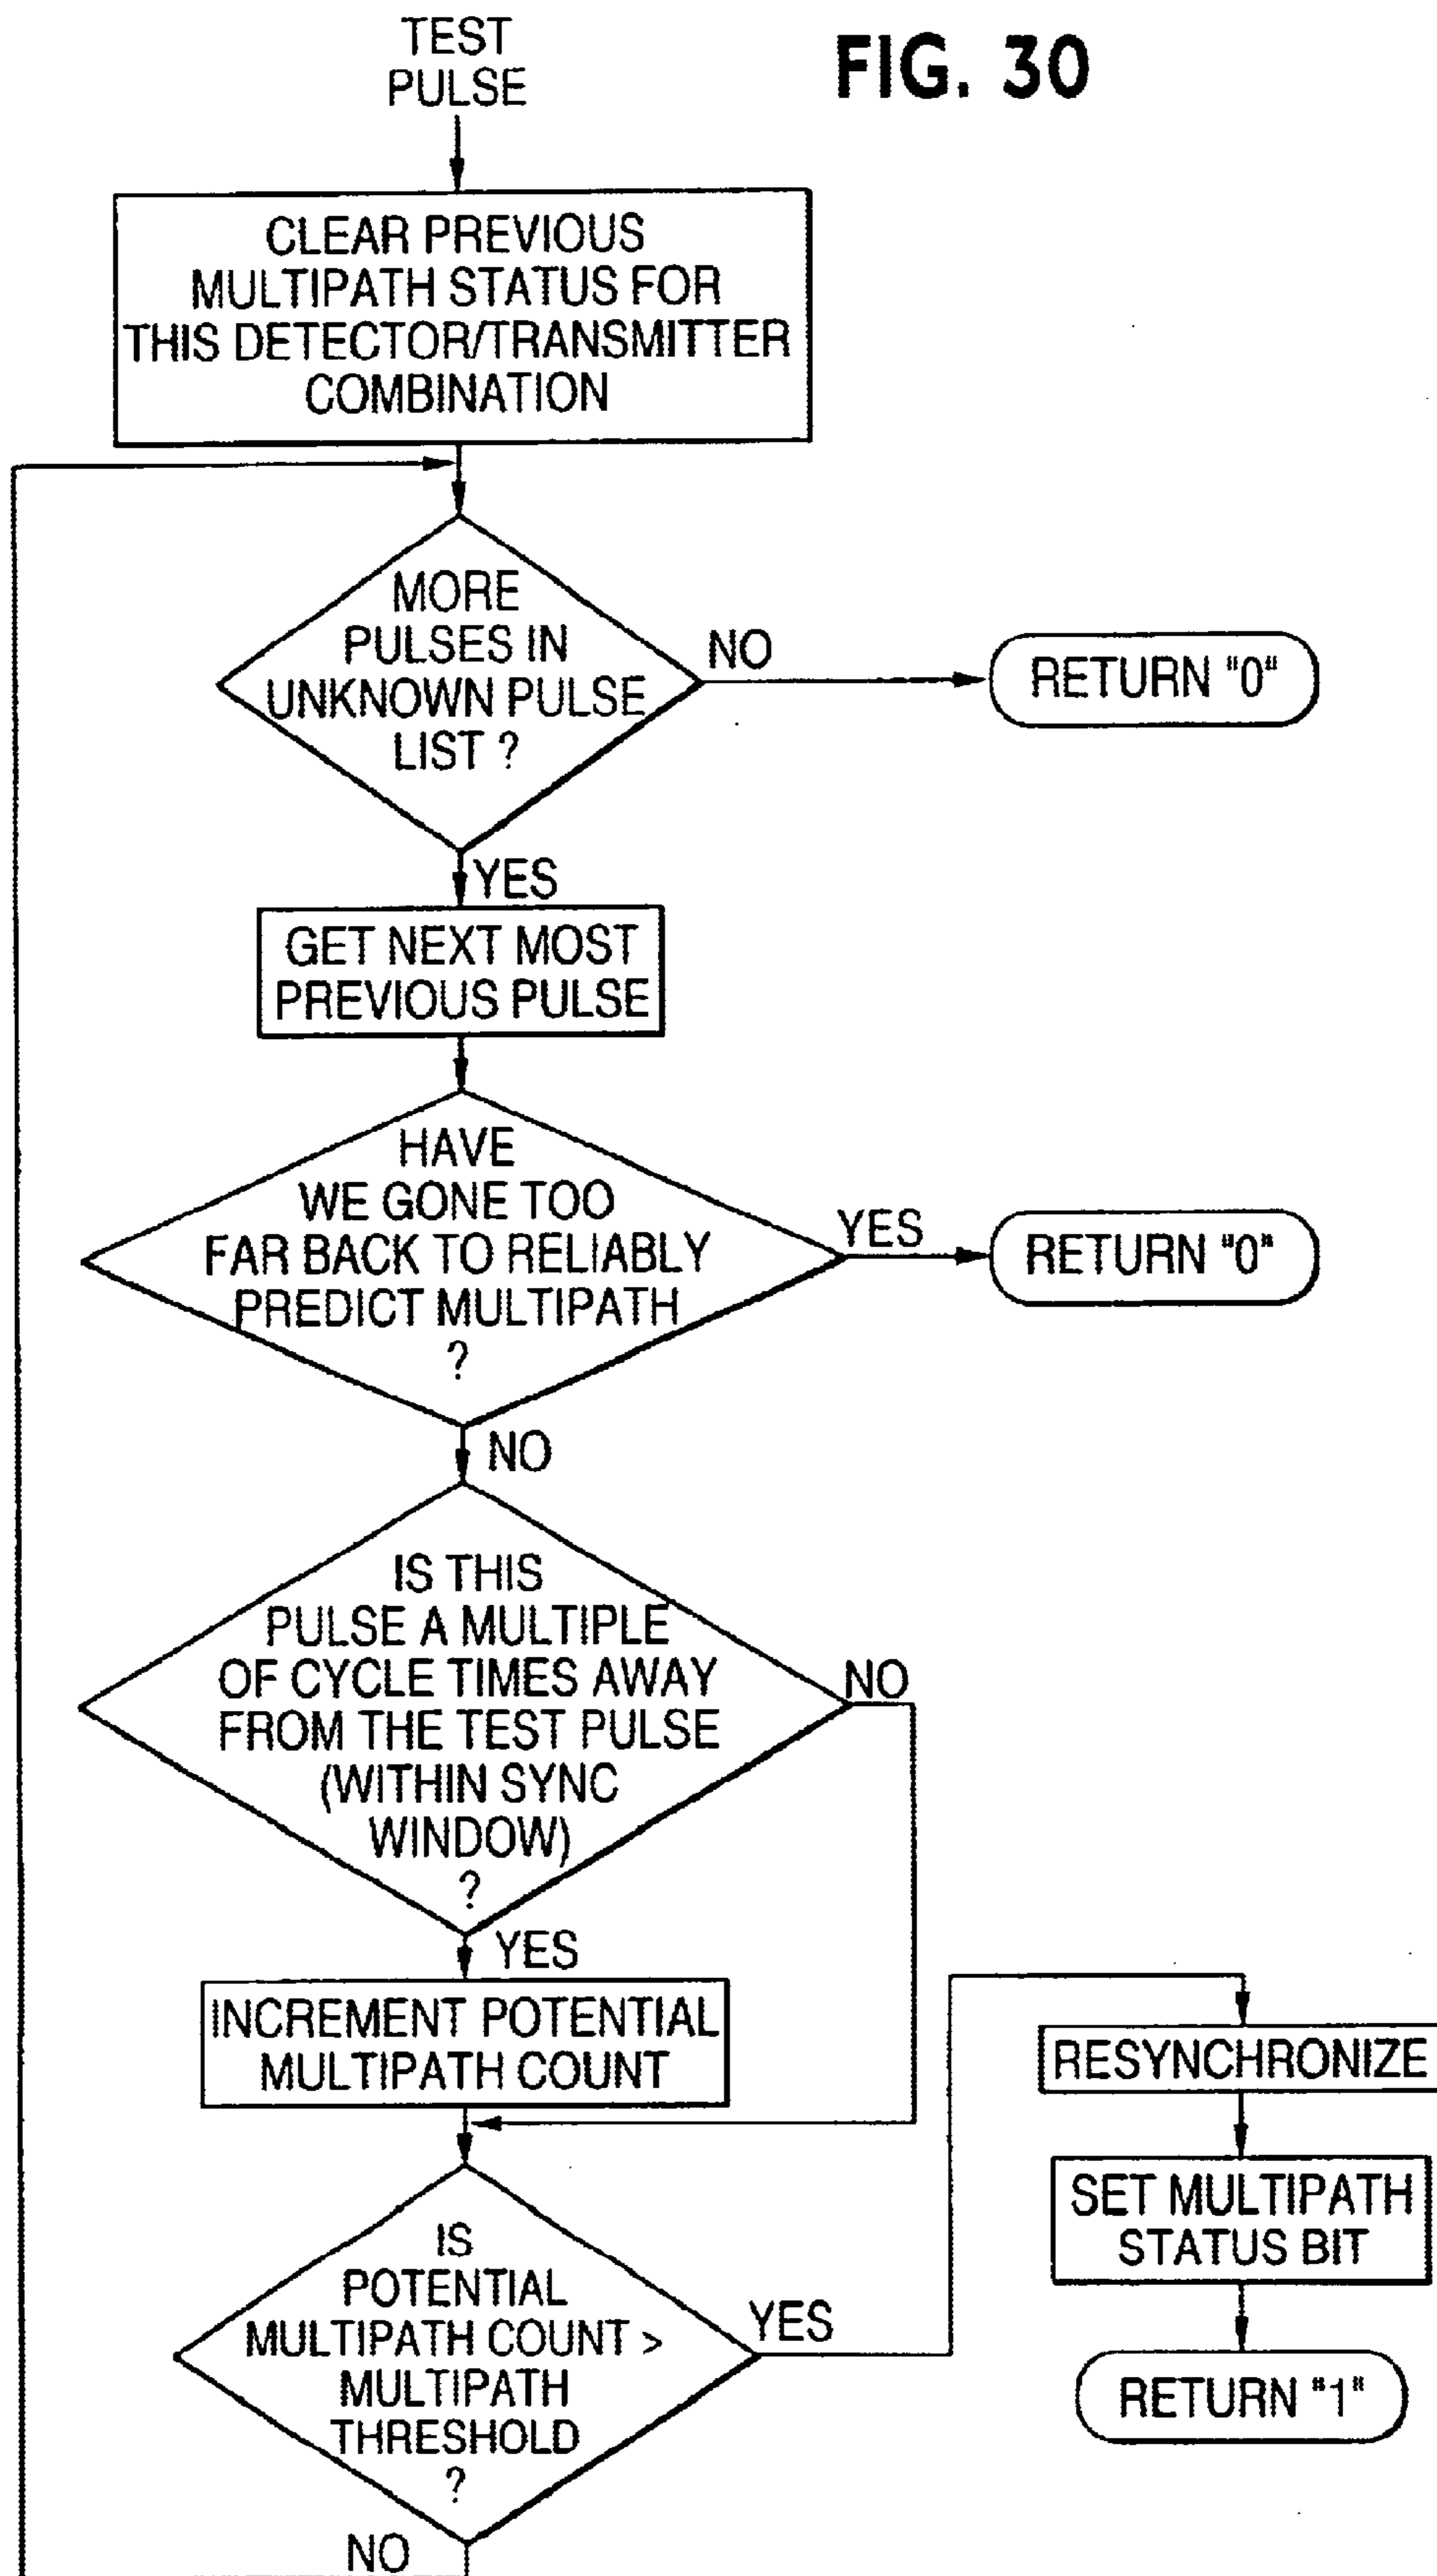 FIG. 30
TEST
PULSE
CLEAR PREVIOUS
MULTIPATH STATUS FOR
THIS DETECTOR/TRANSMITTER
COMBINATION
MORE
PULSES IN
UNKNOWN PULSE
LIST ?
NO
RETURN "0"
YES
GET NEXT MOST
PREVIOUS PULSE
HAVE
WE GONE TOO
FAR BACK TO RELIABLY
PREDICT MULTIPATH
?
YES
RETURN "0"
NO
IS THIS
PULSE A MULTIPLE
OF CYCLE TIMES AWAY
FROM THE TEST PULSE
(WITHIN SYNC
WINDOW)
?
NO
YES
INCREMENT POTENTIAL
MULTIPATH COUNT
IS
POTENTIAL
MULTIPATH COUNT >
MULTIPATH
THRESHOLD
?
YES
NO
RESYNCHRONIZE
SET MULTIPATH
STATUS BIT
RETURN "1"